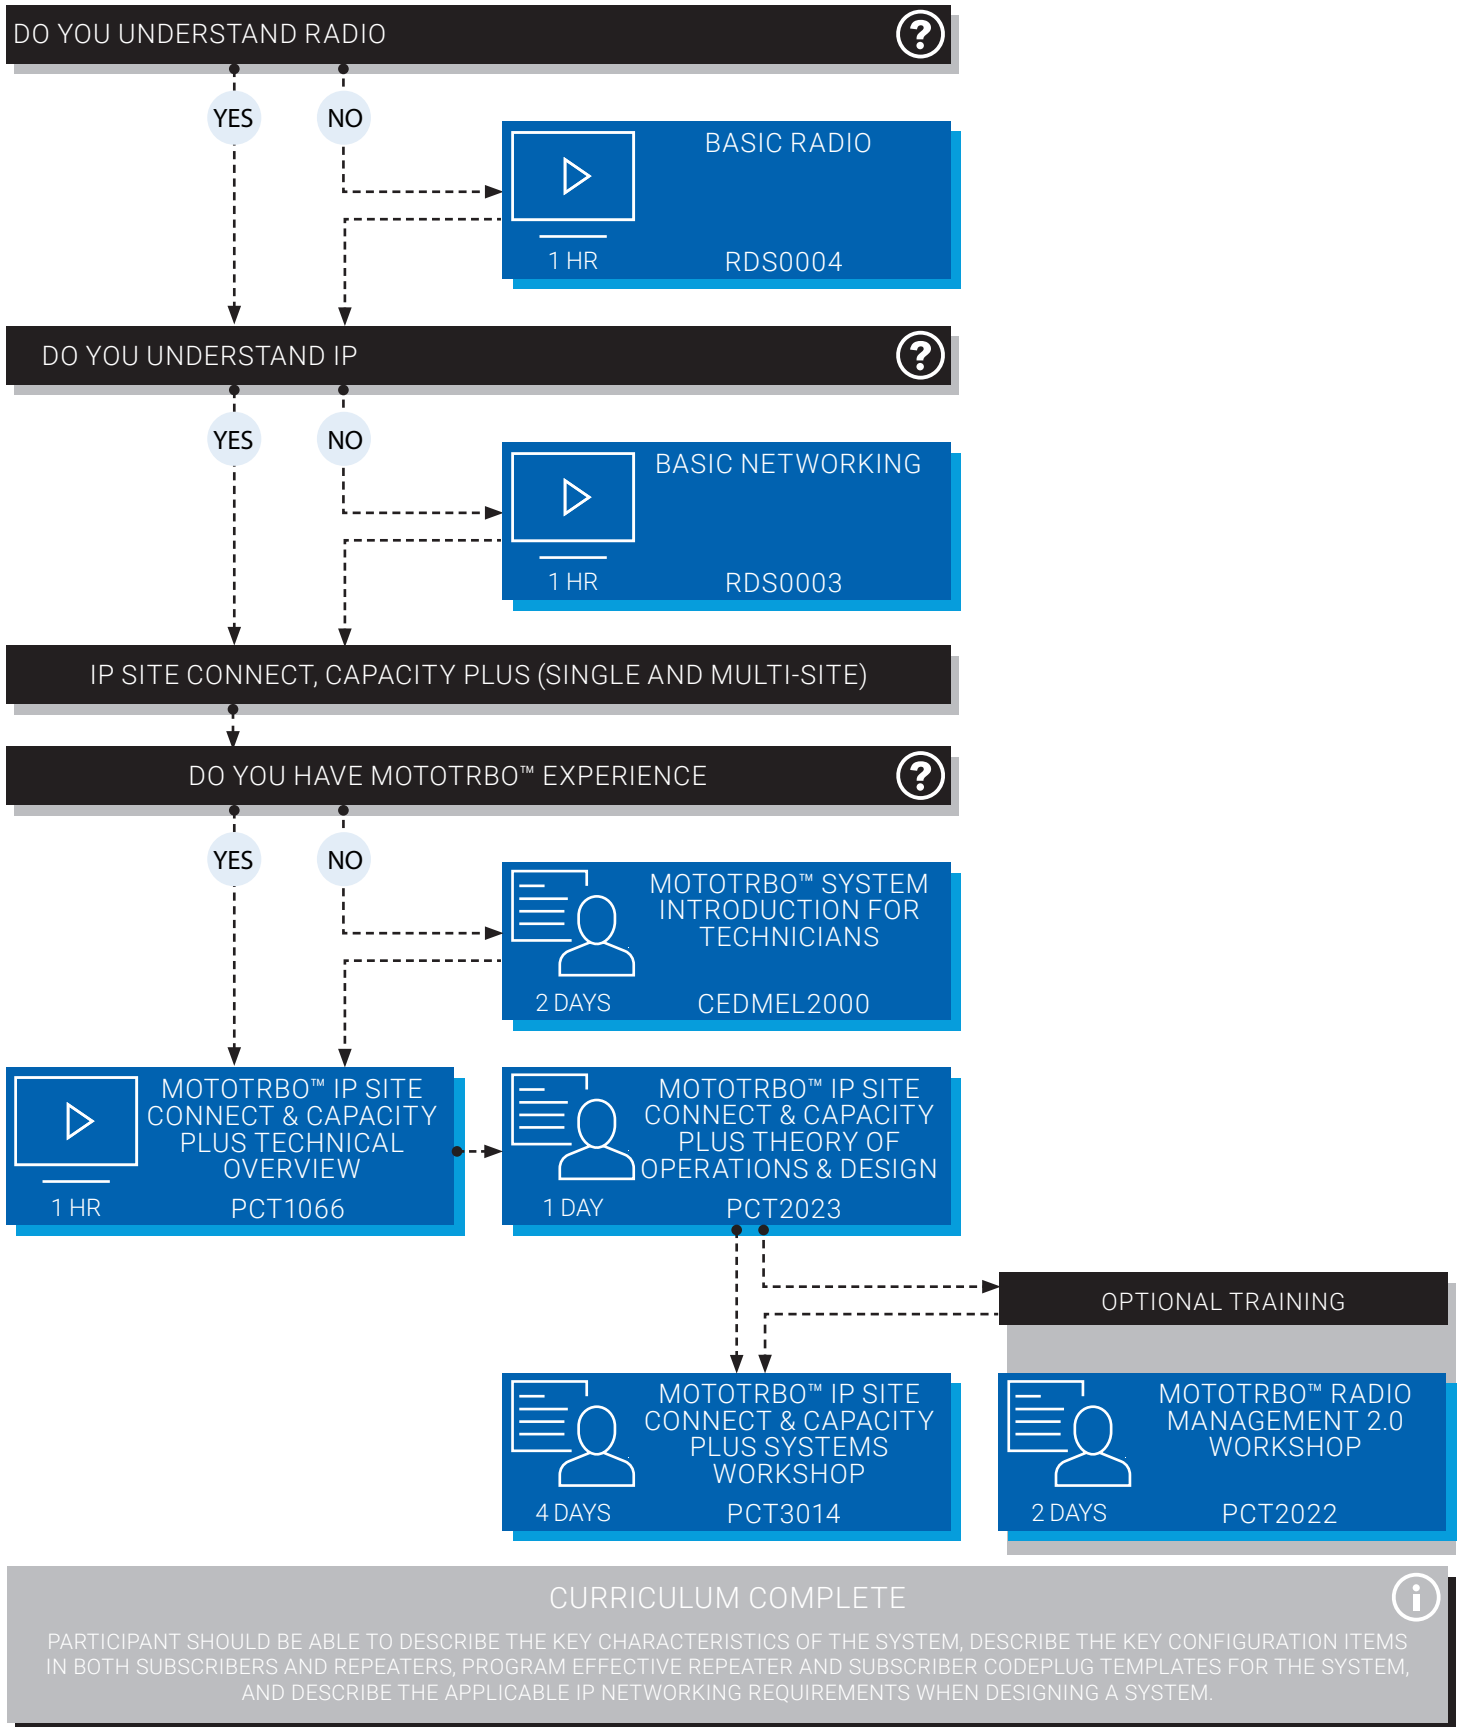 DO YOU UNDERSTAND RADIO
?
YES
NO
BASIC RADIO
1 HR
RDS0004
DO YOU UNDERSTAND IP
?
YES
NO
BASIC NETWORKING
1 HR
RDS0003
IP SITE CONNECT, CAPACITY PLUS (SINGLE AND MULTI-SITE)
DO YOU HAVE MOTOTRBO™ EXPERIENCE
?
YES
NO
MOTOTRBO™ SYSTEM
INTRODUCTION FOR
TECHNICIANS
2 DAYS
CEDMEL2000
MOTOTRBO™ IP SITE
CONNECT & CAPACITY
PLUS TECHNICAL
OVERVIEW
1 HR
PCT1066
MOTOTRBO™ IP SITE
CONNECT & CAPACITY
PLUS THEORY OF
OPERATIONS & DESIGN
1 DAY
PCT2023
OPTIONAL TRAINING
MOTOTRBO™ IP SITE
CONNECT & CAPACITY
PLUS SYSTEMS
WORKSHOP
4 DAYS
PCT3014
MOTOTRBO™ RADIO
MANAGEMENT 2.0
WORKSHOP
2 DAYS
PCT2022
CURRICULUM COMPLETE
i
PARTICIPANT SHOULD BE ABLE TO DESCRIBE THE KEY CHARACTERISTICS OF THE SYSTEM, DESCRIBE THE KEY CONFIGURATION ITEMS
IN BOTH SUBSCRIBERS AND REPEATERS, PROGRAM EFFECTIVE REPEATER AND SUBSCRIBER CODEPLUG TEMPLATES FOR THE SYSTEM,
AND DESCRIBE THE APPLICABLE IP NETWORKING REQUIREMENTS WHEN DESIGNING A SYSTEM.